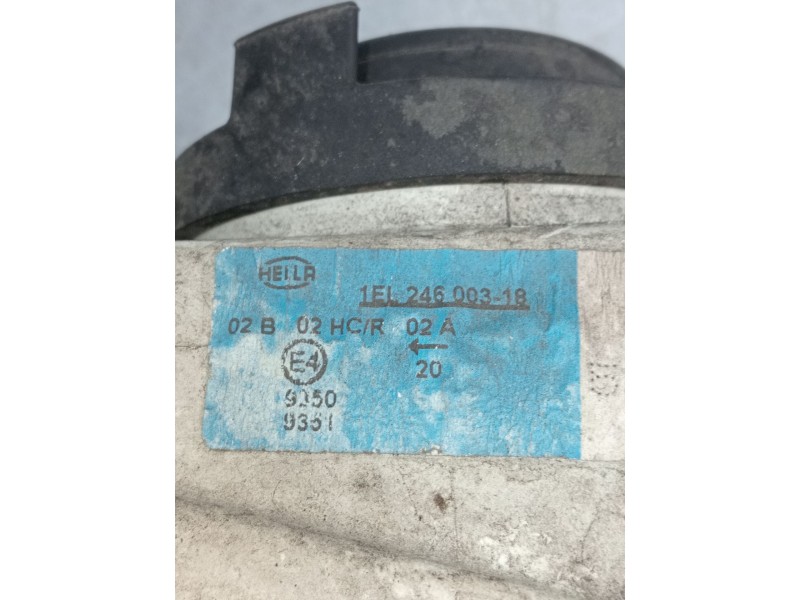 HELLA
1EL 246 003-18
02 B 02 HC/R 02 A
←
E4 20
9350
9351